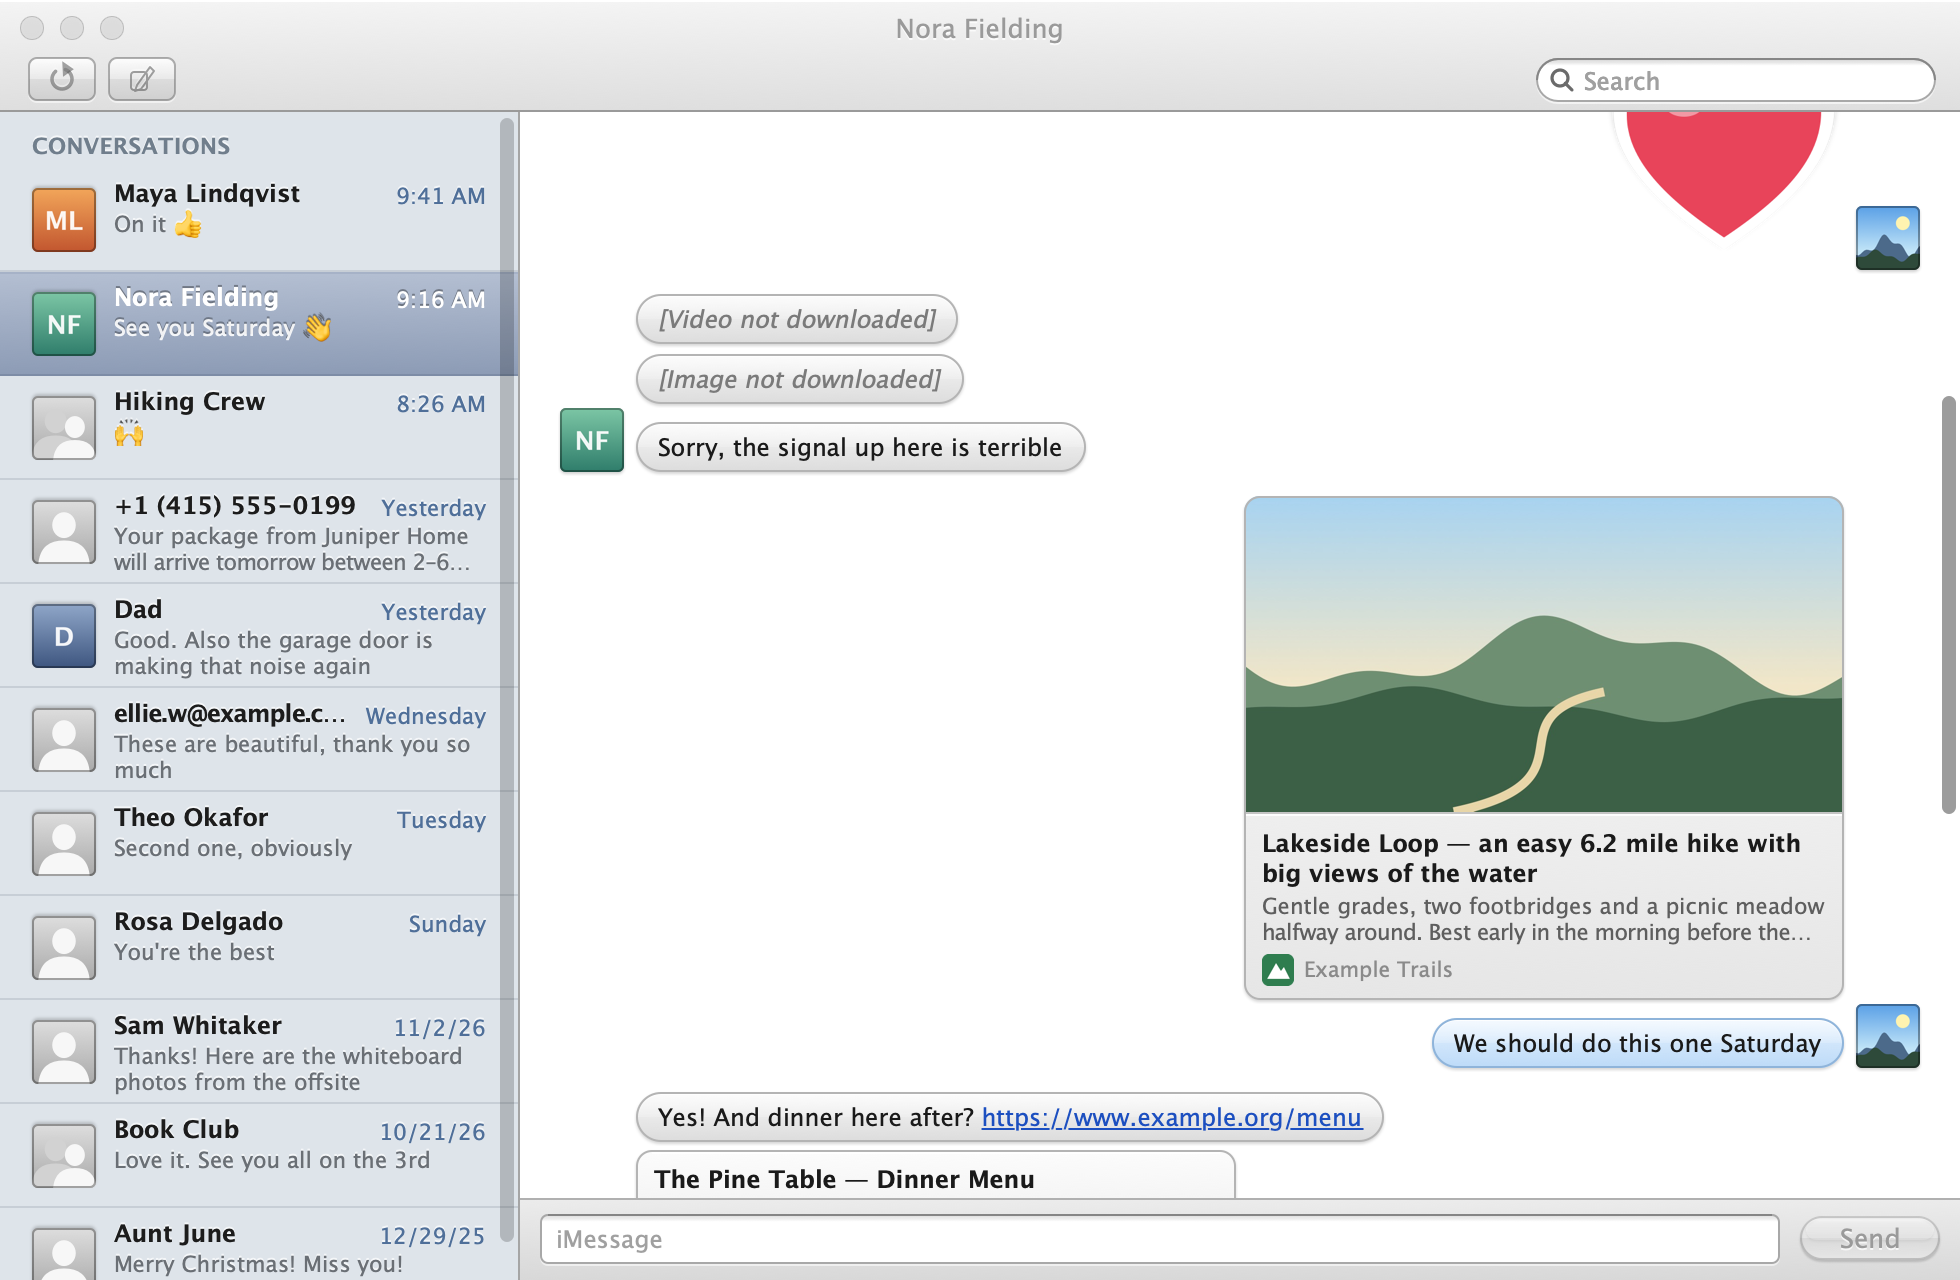 Nora Fielding
Search
CONVERSATIONS
ML
Maya Lindqvist
9:41 AM
On it 👍
NF
Nora Fielding
9:16 AM
See you Saturday 👋
Hiking Crew
8:26 AM
🙌
+1 (415) 555-0199
Yesterday
Your package from Juniper Home
will arrive tomorrow between 2–6…
D
Dad
Yesterday
Good. Also the garage door is
making that noise again
ellie.w@example.c…
Wednesday
These are beautiful, thank you so
much
Theo Okafor
Tuesday
Second one, obviously
Rosa Delgado
Sunday
You're the best
Sam Whitaker
11/2/26
Thanks! Here are the whiteboard
photos from the offsite
Book Club
10/21/26
Love it. See you all on the 3rd
Aunt June
12/29/25
Merry Christmas! Miss you!
[Video not downloaded]
[Image not downloaded]
NF
Sorry, the signal up here is terrible
Lakeside Loop — an easy 6.2 mile hike with
big views of the water
Gentle grades, two footbridges and a picnic meadow
halfway around. Best early in the morning before the…
Example Trails
We should do this one Saturday
Yes! And dinner here after? https://www.example.org/menu
The Pine Table — Dinner Menu
iMessage
Send